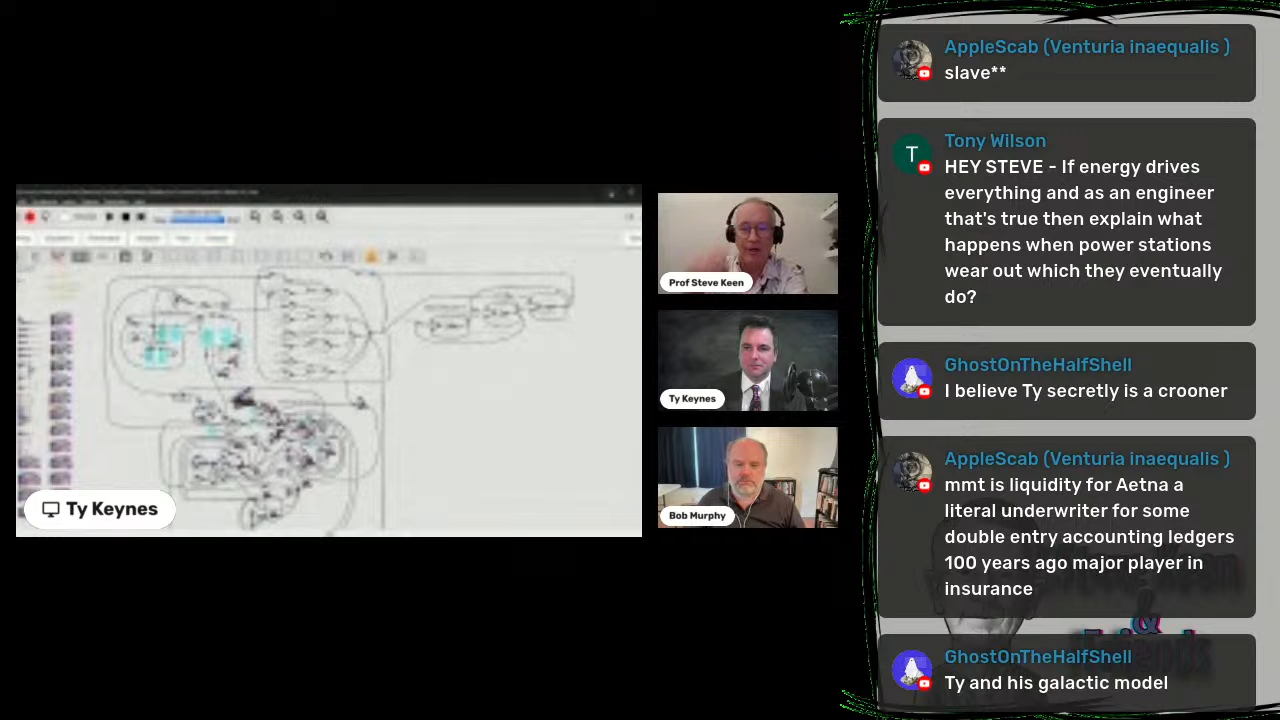 Prof Steve Keen
Ty Keynes
Bob Murphy
Ty Keynes
AppleScab (Venturia inaequalis )
slave**
T
Tony Wilson
HEY STEVE - If energy drives
everything and as an engineer
that's true then explain what
happens when power stations
wear out which they eventually
do?
GhostOnTheHalfShell
I believe Ty secretly is a crooner
AppleScab (Venturia inaequalis )
mmt is liquidity for Aetna a
literal underwriter for some
double entry accounting ledgers
100 years ago major player in
insurance
GhostOnTheHalfShell
Ty and his galactic model